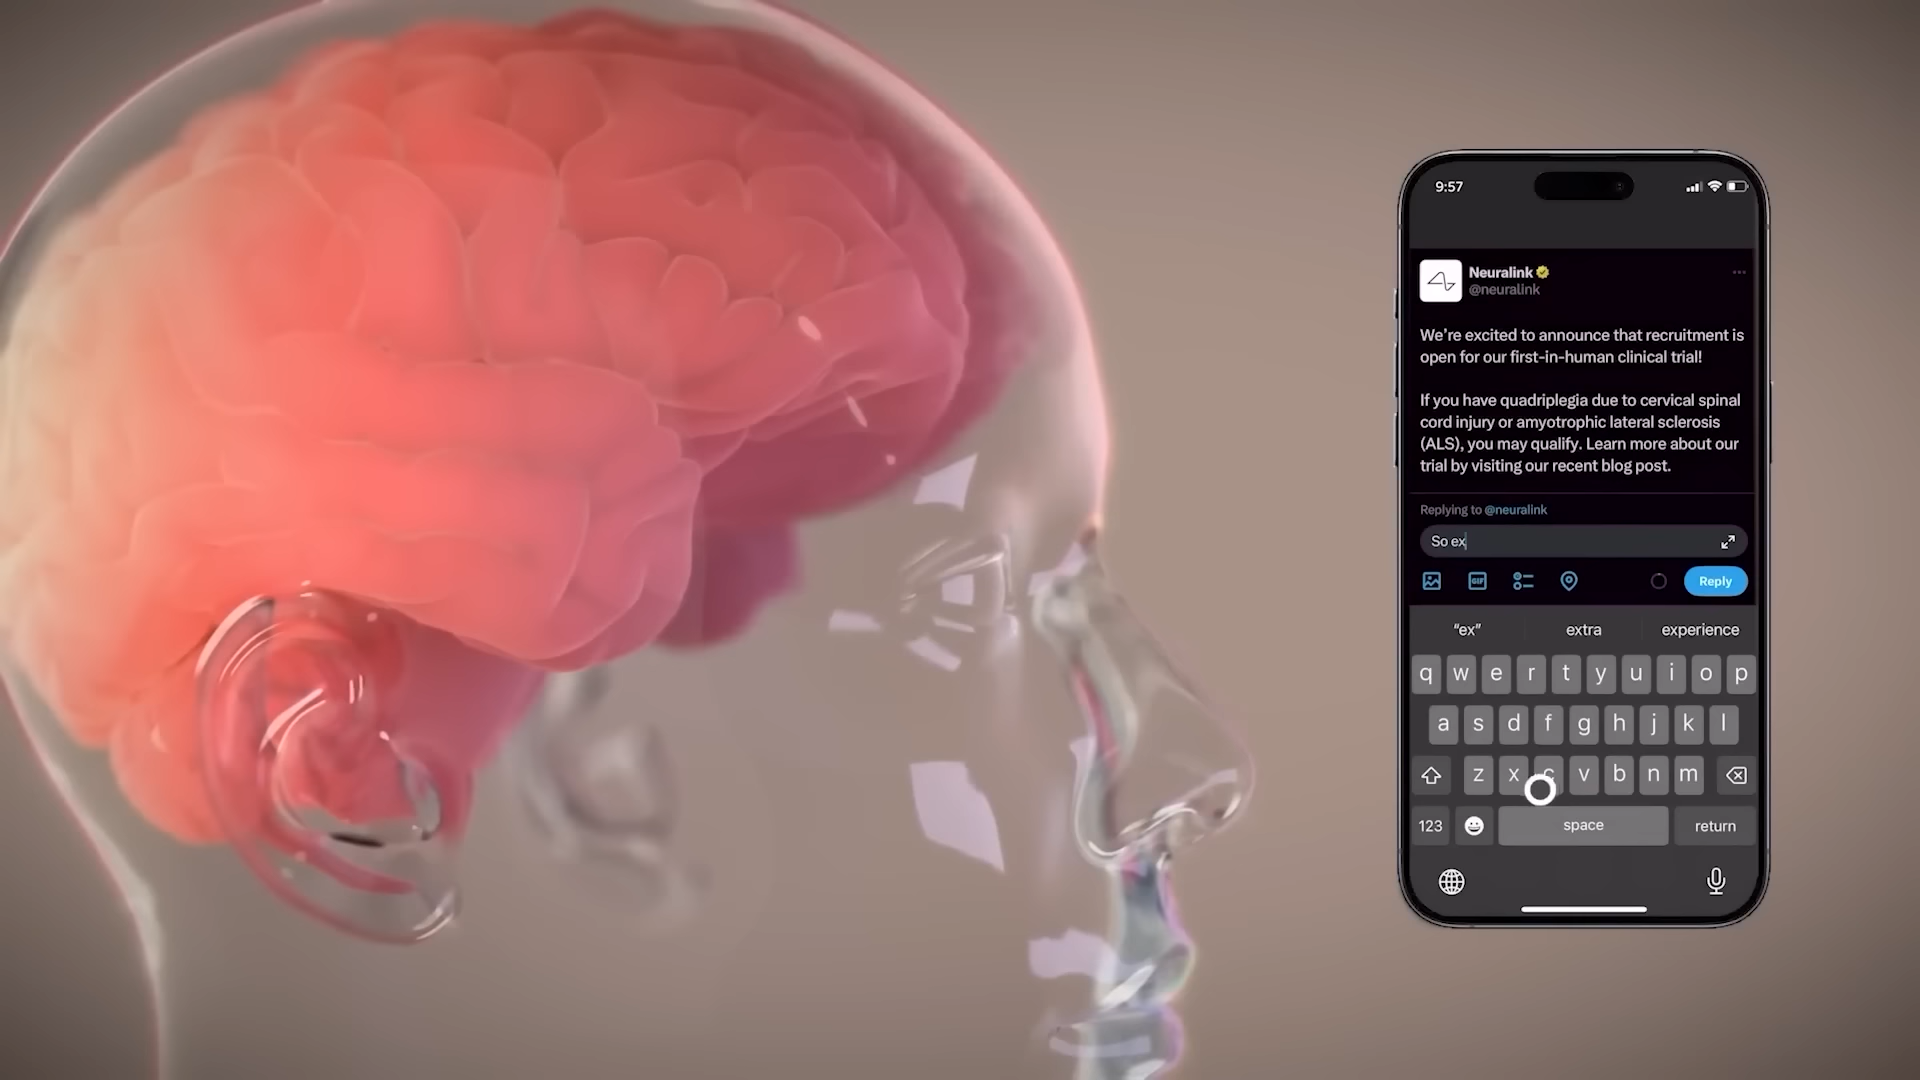 9:57
Neuralink
@neuralink
We're excited to announce that recruitment is
open for our first-in-human clinical trial!
If you have quadriplegia due to cervical spinal
cord injury or amyotrophic lateral sclerosis
(ALS), you may qualify. Learn more about our
trial by visiting our recent blog post.
Replying to @neuralink
So ex
GIF
Reply
“ex” extra experience
q w e r t y u i o p
a s d f g h j k l
z x c v b n m
123 space return